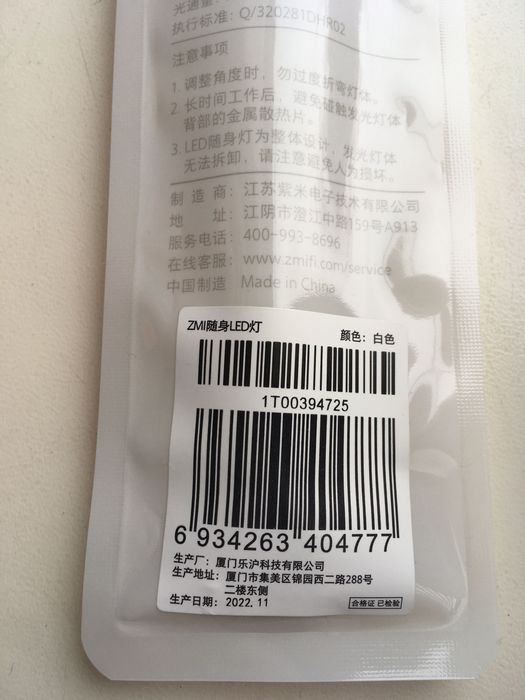 光通量:
执行标准: Q/320281DHR02
注意事项
1. 调整角度时，勿过度折弯灯体。
2. 长时间工作后，避免碰触发光灯体
背部的金属散热片。
3. LED随身灯为整体设计，发光灯体
无法拆卸，请注意避免人为损坏。
制造商: 江苏紫米电子技术有限公司
地址: 江阴市澄江中路159号A913
服务电话: 400-993-8696
在线客服: www.zmifi.com/service
中国制造 Made in China
ZMI随身LED灯 颜色: 白色
1T00394725
6 934263 404777
生产厂: 厦门乐沪科技有限公司
生产地址: 厦门市集美区锦园西二路288号
二楼东侧
生产日期: 2022.11 合格证 已检验